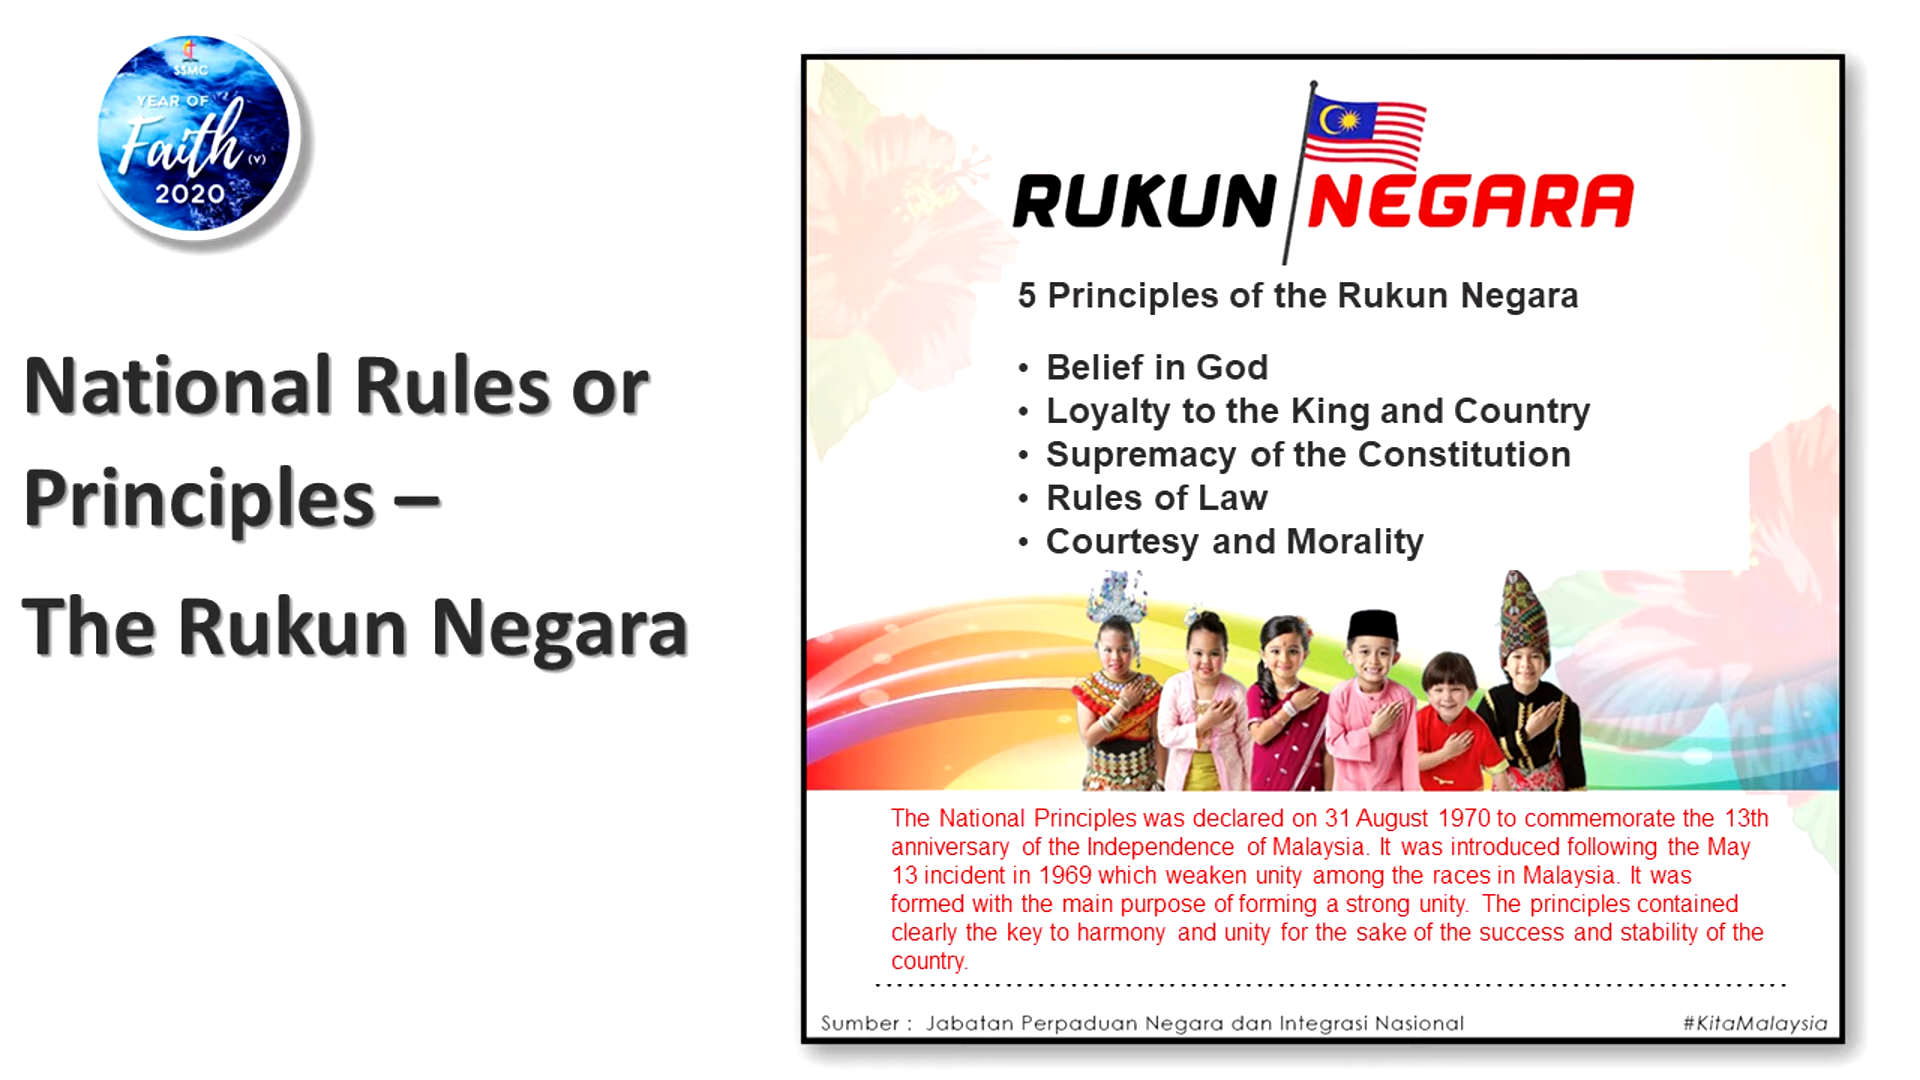 SSMC
YEAR OF
Faith (v)
2020
National Rules or
Principles –
The Rukun Negara
RUKUN NEGARA
5 Principles of the Rukun Negara
• Belief in God
• Loyalty to the King and Country
• Supremacy of the Constitution
• Rules of Law
• Courtesy and Morality
The National Principles was declared on 31 August 1970 to commemorate the 13th
anniversary of the Independence of Malaysia. It was introduced following the May
13 incident in 1969 which weaken unity among the races in Malaysia. It was
formed with the main purpose of forming a strong unity. The principles contained
clearly the key to harmony and unity for the sake of the success and stability of the
country.
Sumber : Jabatan Perpaduan Negara dan Integrasi Nasional
#KitaMalaysia